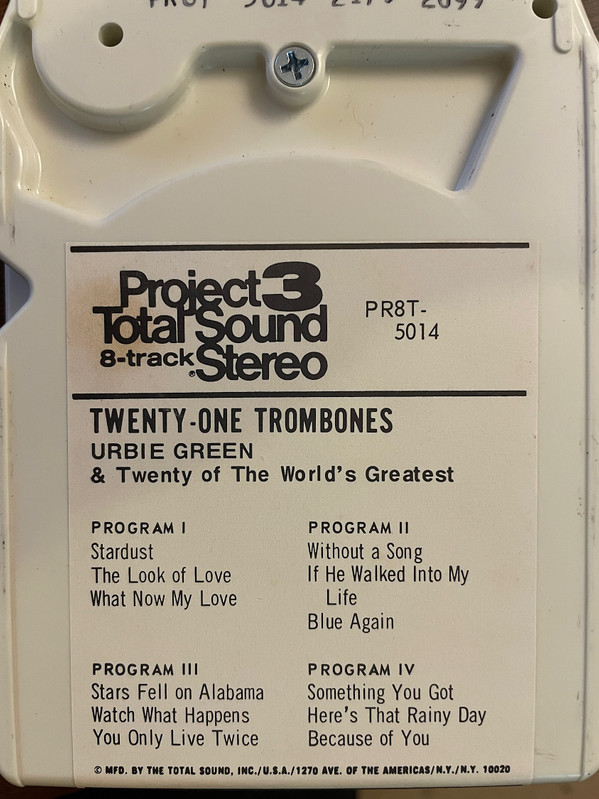 5014
Project 3
Total Sound
8-track Stereo
®
PR8T-
5014
TWENTY-ONE TROMBONES
URBIE GREEN
& Twenty of The World's Greatest
PROGRAM I
Stardust
The Look of Love
What Now My Love
PROGRAM II
Without a Song
If He Walked Into My
Life
Blue Again
PROGRAM III
Stars Fell on Alabama
Watch What Happens
You Only Live Twice
PROGRAM IV
Something You Got
Here's That Rainy Day
Because of You
© MFD. BY THE TOTAL SOUND, INC./U.S.A./1270 AVE. OF THE AMERICAS/N.Y./N.Y. 10020